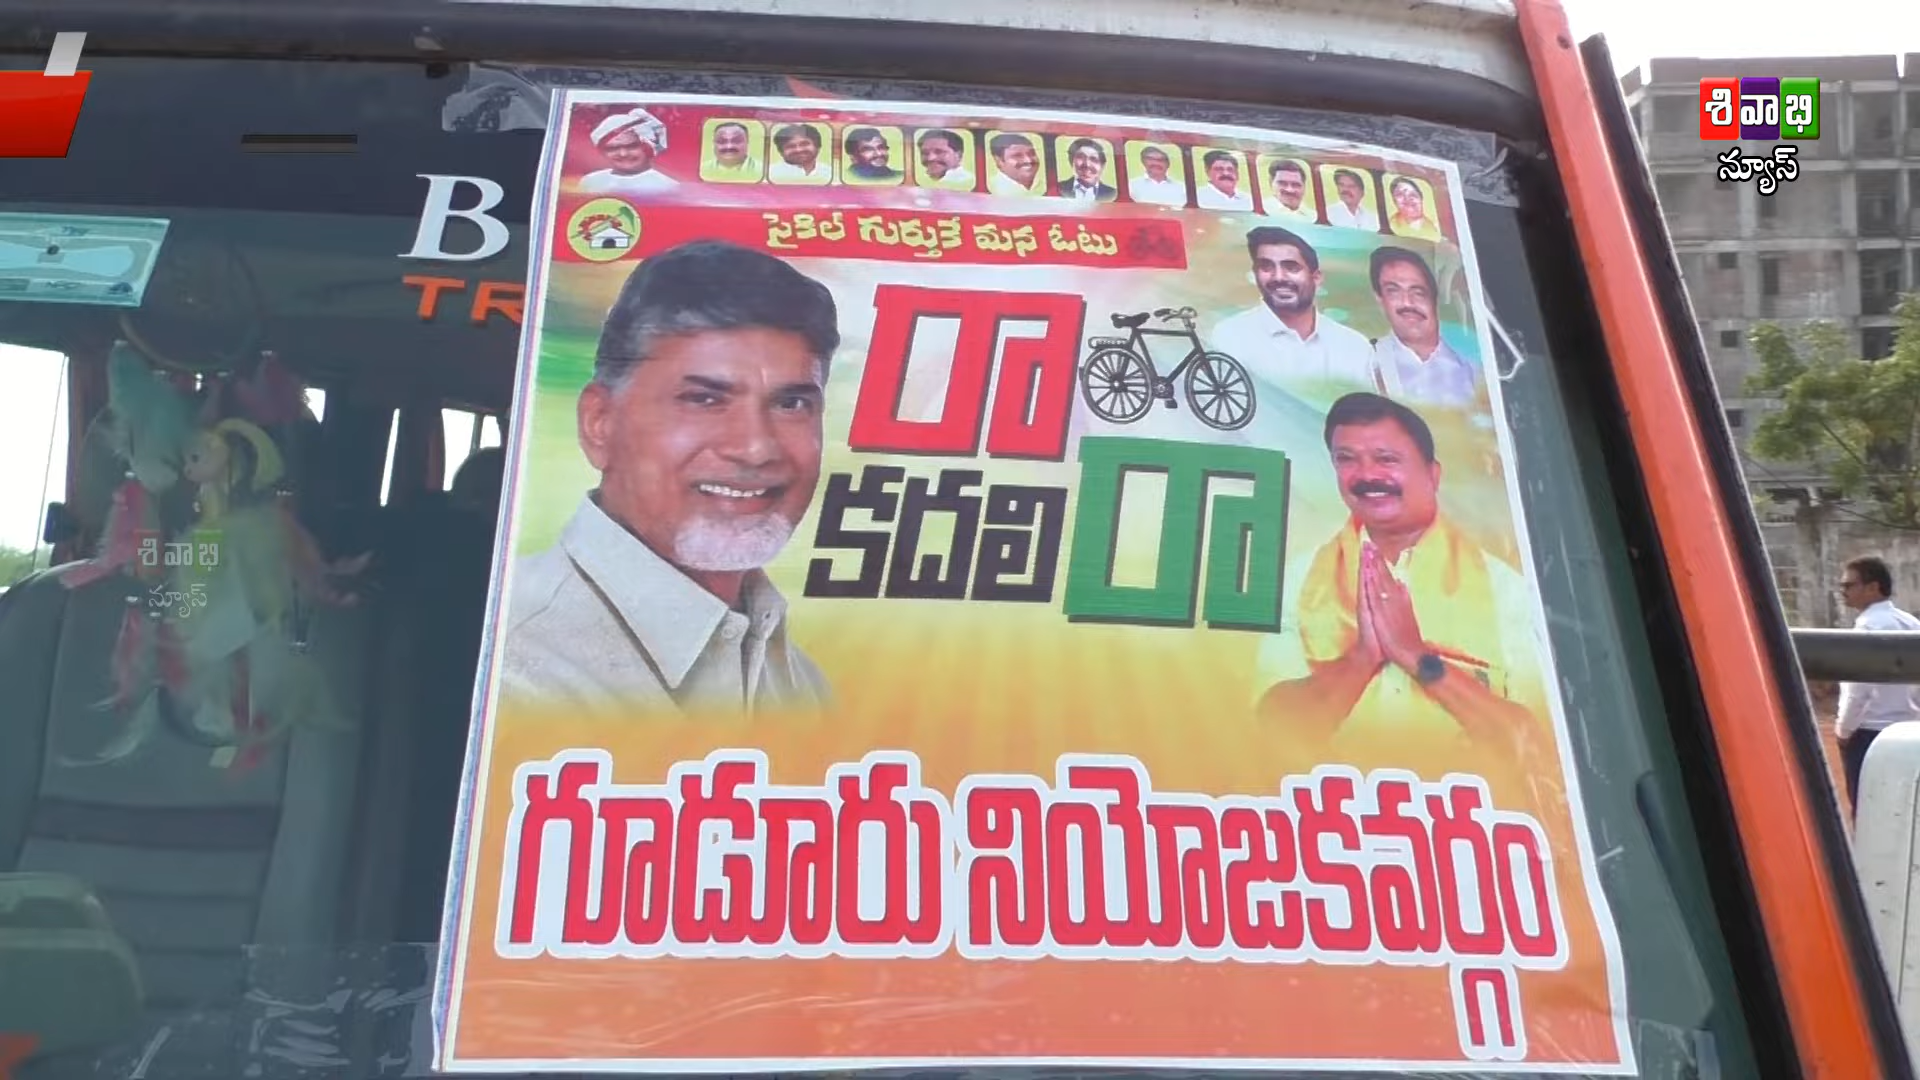 శివాభి
న్యూస్
B
TR
సైకిల్ గుర్తుకే మన ఓటు
రా
కదలి రా
శివాభి
న్యూస్
గూడూరు నియోజకవర్గం